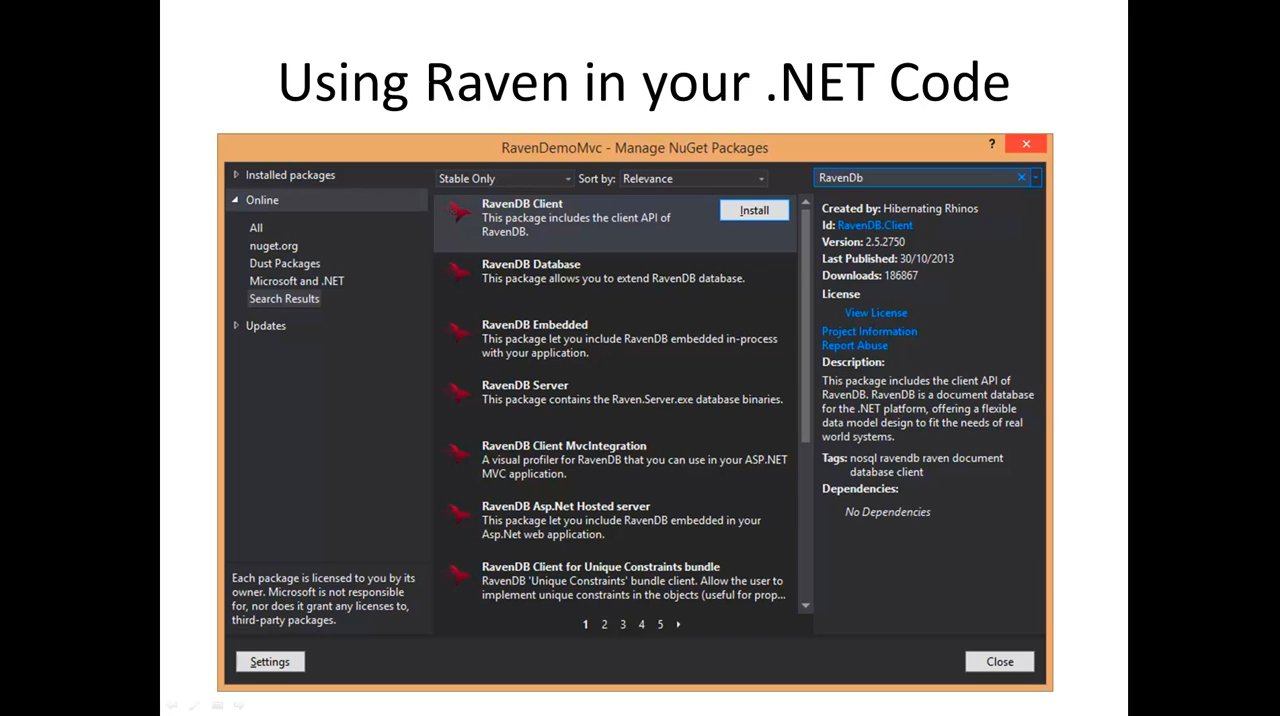 Using Raven in your .NET Code
RavenDemoMvc - Manage NuGet Packages
?
Installed packages
Online
All
nuget.org
Dust Packages
Microsoft and .NET
Search Results
Updates
Each package is licensed to you by its
owner. Microsoft is not responsible
for, nor does it grant any licenses to,
third-party packages.
Settings
Stable Only
Sort by: Relevance
RavenDB Client
This package includes the client API of
RavenDB.
Install
RavenDB Database
This package allows you to extend RavenDB database.
RavenDB Embedded
This package let you include RavenDB embedded in-process
with your application.
RavenDB Server
This package contains the Raven.Server.exe database binaries.
RavenDB Client MvcIntegration
A visual profiler for RavenDB that you can use in your ASP.NET
MVC application.
RavenDB Asp.Net Hosted server
This package let you include RavenDB embedded in your
Asp.Net web application.
RavenDB Client for Unique Constraints bundle
RavenDB 'Unique Constraints' bundle client. Allow the user to
implement unique constraints in the objects (useful for prop...
1 2 3 4 5
RavenDb
Created by: Hibernating Rhinos
Id: RavenDB.Client
Version: 2.5.2750
Last Published: 30/10/2013
Downloads: 186867
License
View License
Project Information
Report Abuse
Description:
This package includes the client API of
RavenDB. RavenDB is a document database
for the .NET platform, offering a flexible
data model design to fit the needs of real
world systems.
Tags: nosql ravendb raven document
database client
Dependencies:
No Dependencies
Close